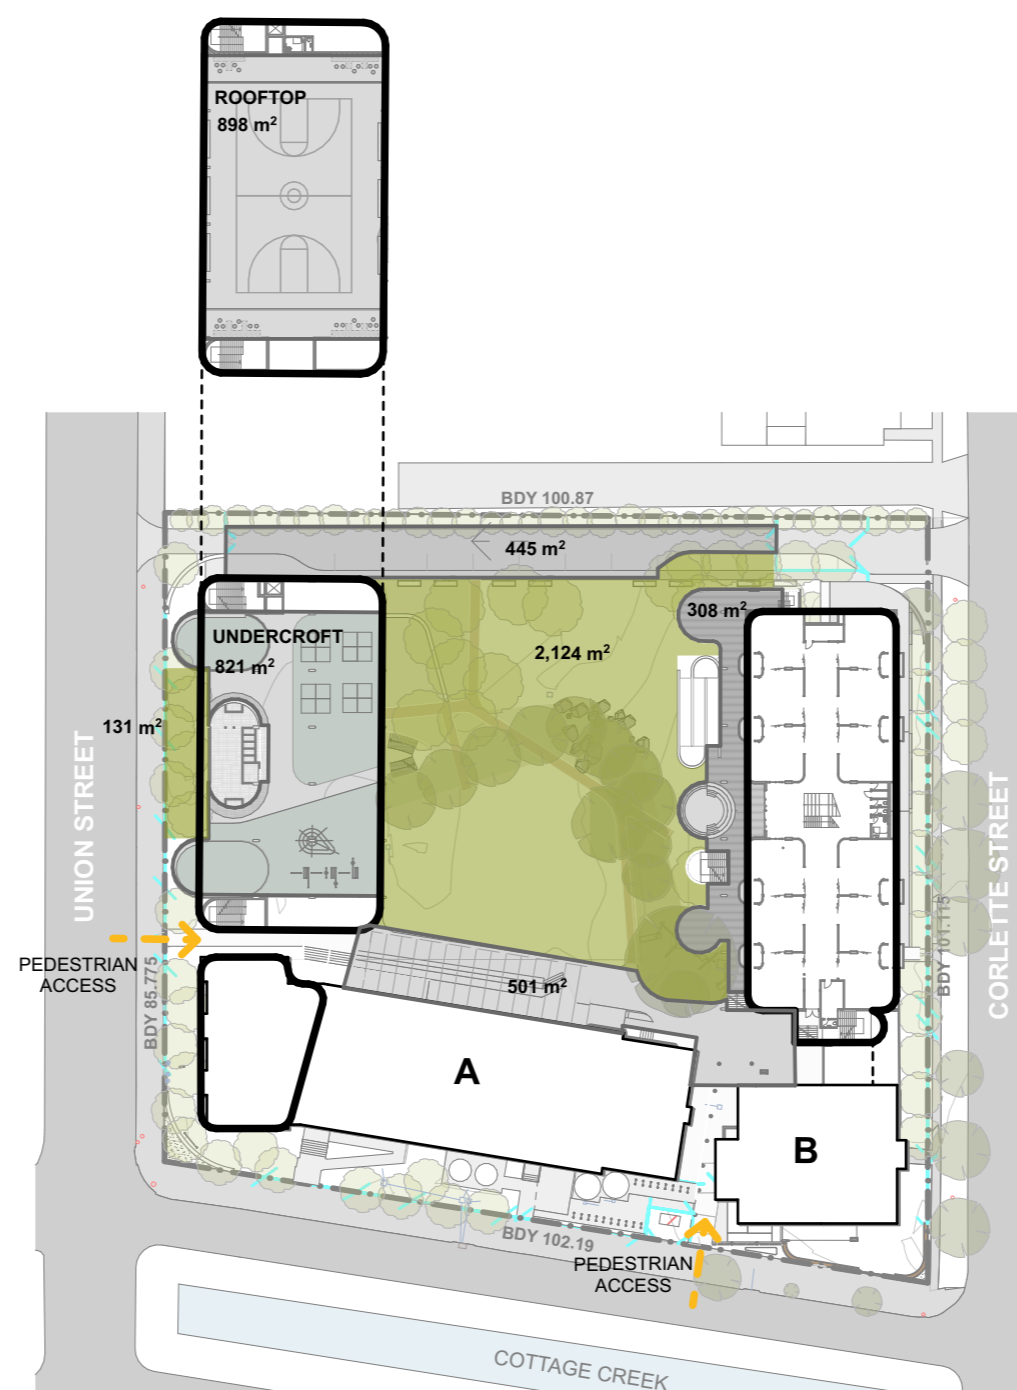 ROOFTOP
898 m²
BDY 100.87
445 m²
308 m²
UNDERCROFT
821 m²
2,124 m²
131 m²
UNION STREET
CORLETTE STREET
PEDESTRIAN
ACCESS
BDY 85.775
BDY 101.115
501 m²
A
B
BDY 102.19
PEDESTRIAN
ACCESS
COTTAGE CREEK